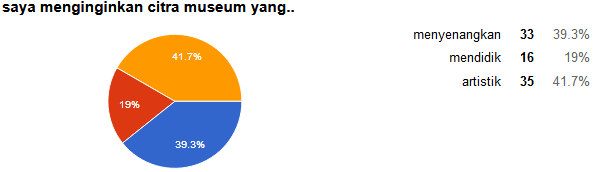 saya menginginkan citra museum yang..
menyenangkan 33 39.3%
mendidik 16 19%
artistik 35 41.7%
41.7%
19%
39.3%